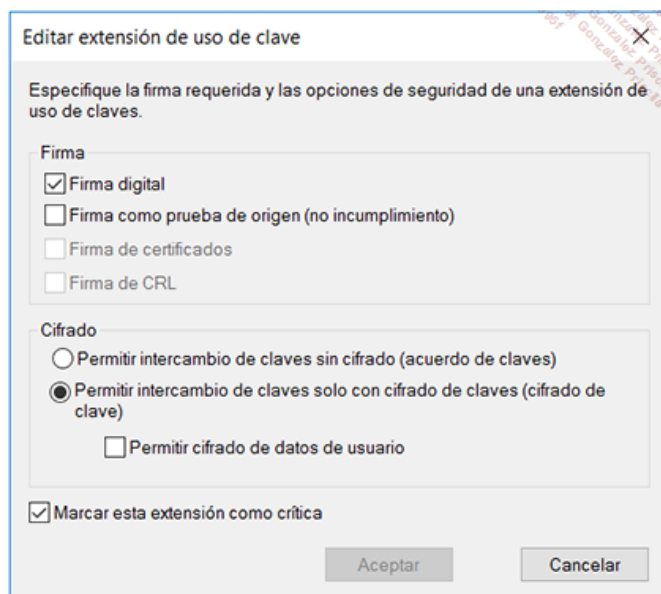 Editar extensión de uso de clave
Especifique la firma requerida y las opciones de seguridad de una extensión de
uso de claves.
Firma
Firma digital
Firma como prueba de origen (no incumplimiento)
Firma de certificados
Firma de CRL
Cifrado
Permitir intercambio de claves sin cifrado (acuerdo de claves)
Permitir intercambio de claves solo con cifrado de claves (cifrado de
clave)
Permitir cifrado de datos de usuario
Marcar esta extensión como crítica
Aceptar
Cancelar